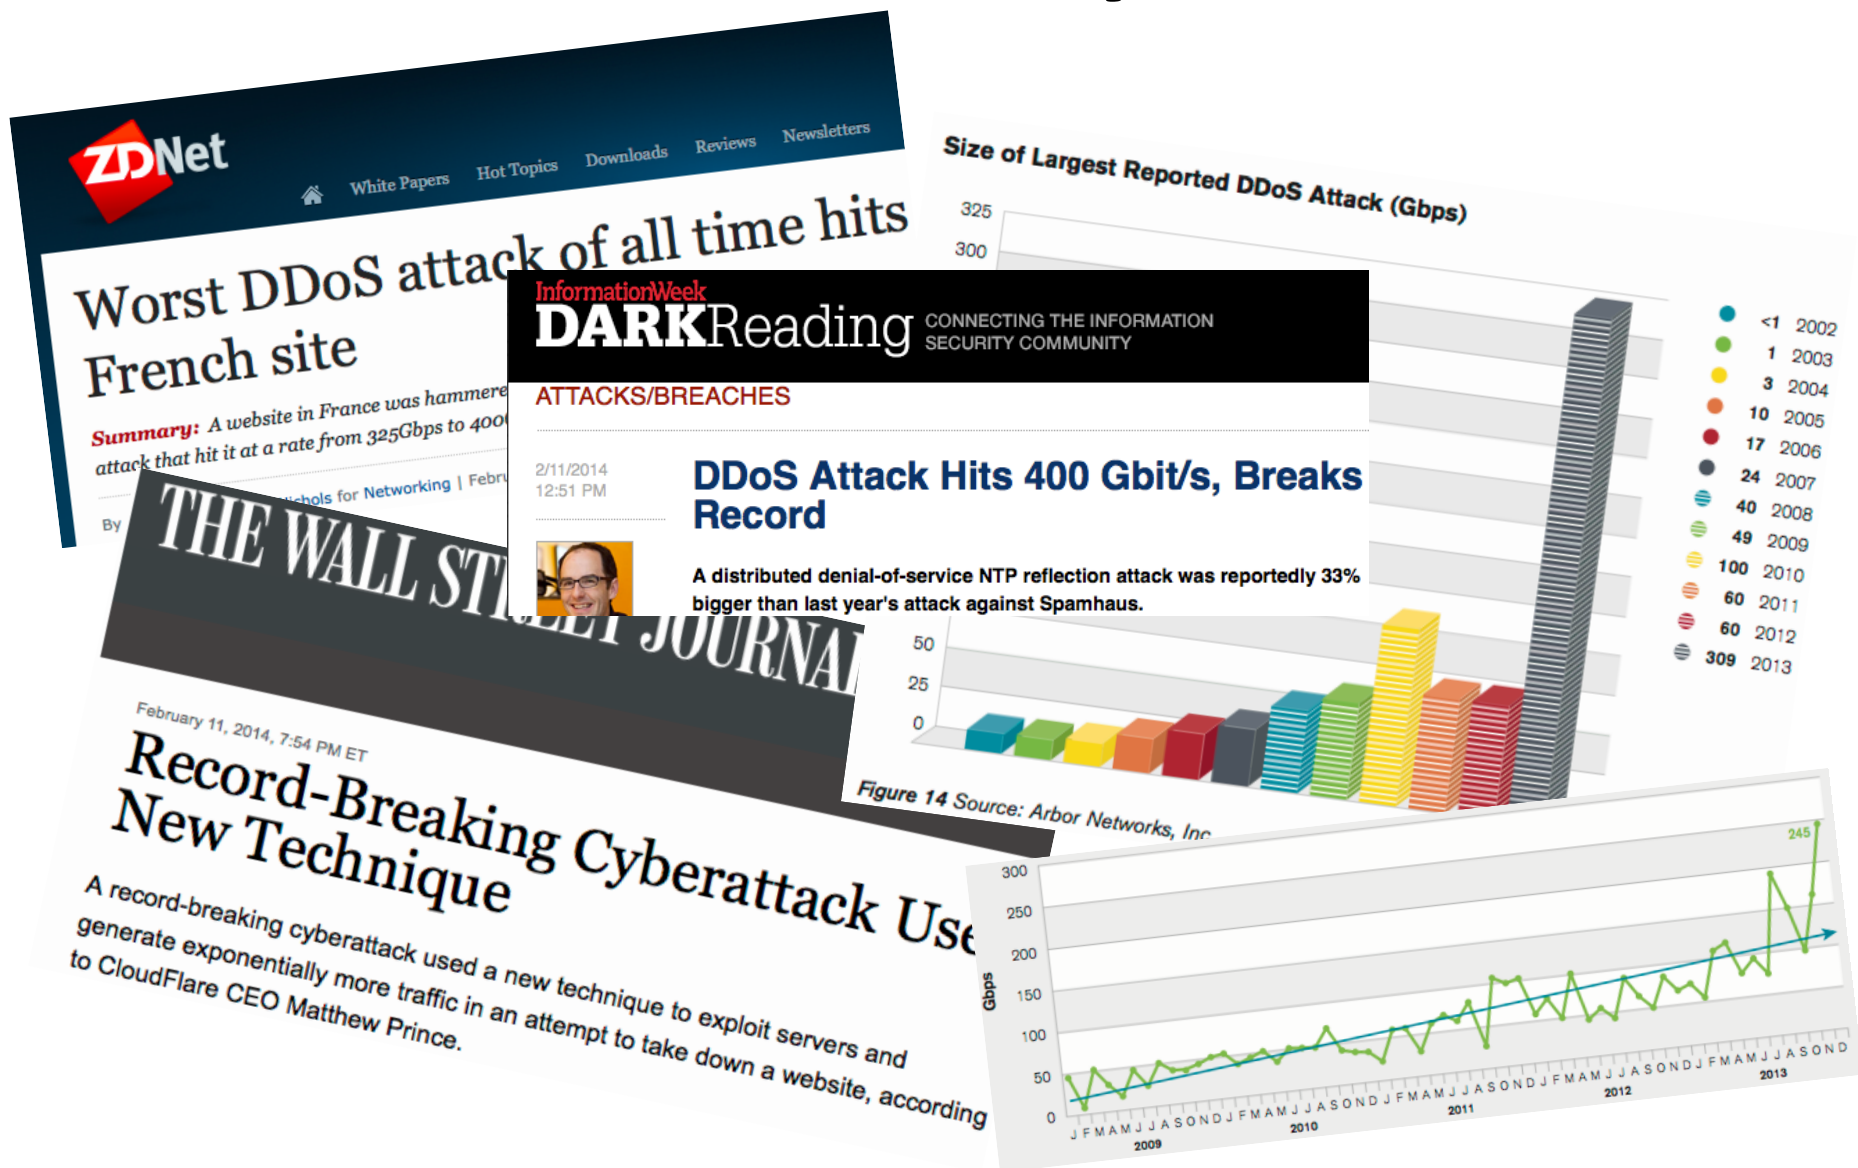 ZDNet
White Papers Hot Topics Downloads Reviews Newsletters
Worst DDoS attack of all time hits
French site
Summary: A website in France was hammere
attack that hit it at a rate from 325Gbps to 400
By
for Networking | Febru
InformationWeek
DARKReading
CONNECTING THE INFORMATION
SECURITY COMMUNITY
ATTACKS/BREACHES
2/11/2014
12:51 PM
DDoS Attack Hits 400 Gbit/s, Breaks
Record
A distributed denial-of-service NTP reflection attack was reportedly 33%
bigger than last year's attack against Spamhaus.
THE WALL STREET JOURNAL
February 11, 2014, 7:54 PM ET
Record-Breaking Cyberattack Use
New Technique
A record-breaking cyberattack used a new technique to exploit servers and
generate exponentially more traffic in an attempt to take down a website, according
to CloudFlare CEO Matthew Prince.
Size of Largest Reported DDoS Attack (Gbps)
325
300
50
25
0
<1 2002
1 2003
3 2004
10 2005
17 2006
24 2007
40 2008
49 2009
100 2010
60 2011
60 2012
309 2013
Figure 14 Source: Arbor Networks, Inc
245
Gbps
300
250
200
150
100
50
0
J F M A M J J A S O N D J F M A M J J A S O N D J F M A M J J A S O N D J F M A M J J A S O N D J F M A M J J A S O N D
2009 2010 2011 2012 2013